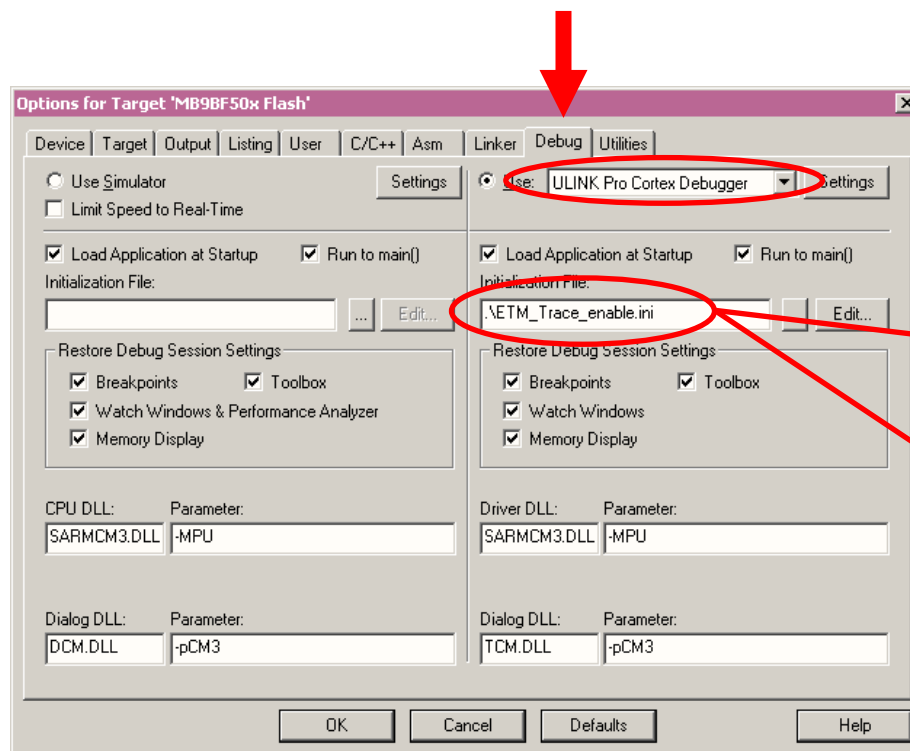 Options for Target 'MB9BF50x Flash'
Device Target Output Listing User C/C++ Asm Linker Debug Utilities
Use Simulator Settings Use: ULINK Pro Cortex Debugger Settings
Limit Speed to Real-Time
Load Application at Startup Run to main() Load Application at Startup Run to main()
Initialization File: Initialization File:
... Edit... .\ETM_Trace_enable.ini Edit...
Restore Debug Session Settings Restore Debug Session Settings
Breakpoints Toolbox Breakpoints Toolbox
Watch Windows & Performance Analyzer Watch Windows
Memory Display Memory Display
CPU DLL: Parameter: Driver DLL: Parameter:
SARMCM3.DLL -MPU SARMCM3.DLL -MPU
Dialog DLL: Parameter: Dialog DLL: Parameter:
DCM.DLL -pCM3 TCM.DLL -pCM3
OK Cancel Defaults Help